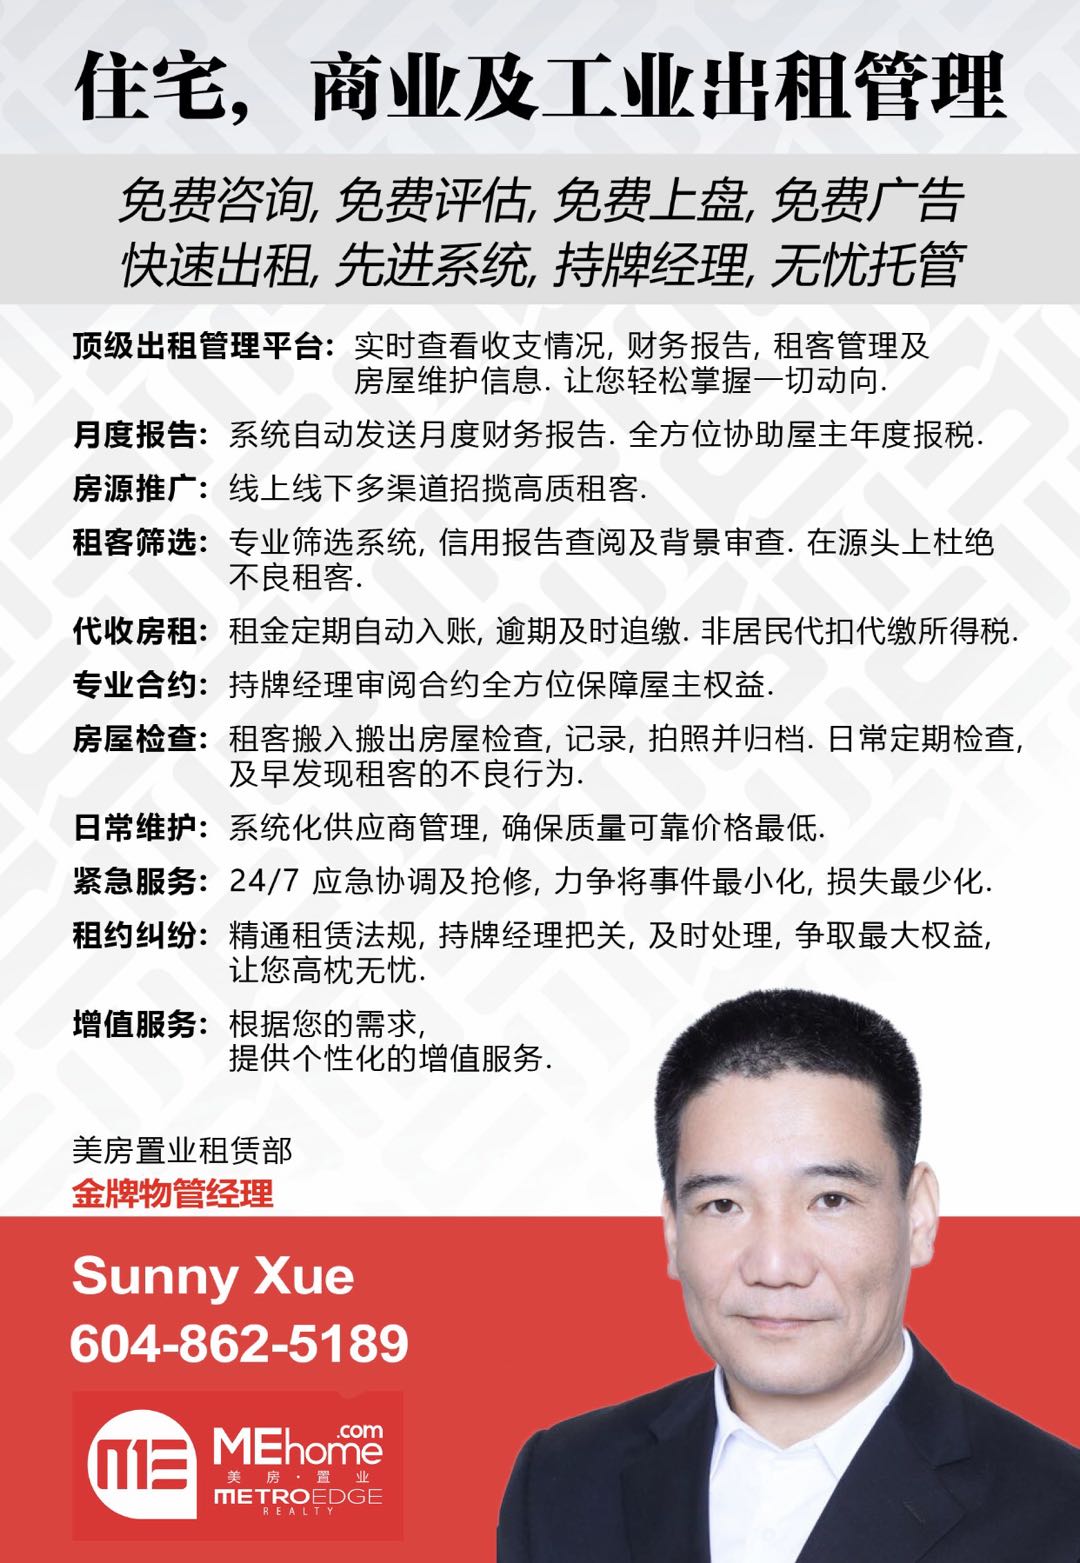 住宅，商业及工业出租管理
免费咨询, 免费评估, 免费上盘, 免费广告
快速出租, 先进系统, 持牌经理, 无忧托管
顶级出租管理平台: 实时查看收支情况, 财务报告, 租客管理及
房屋维护信息. 让您轻松掌握一切动向.
月度报告: 系统自动发送月度财务报告. 全方位协助屋主年度报税.
房源推广: 线上线下多渠道招揽高质租客.
租客筛选: 专业筛选系统, 信用报告查阅及背景审查. 在源头上杜绝
不良租客.
代收房租: 租金定期自动入账, 逾期及时追缴. 非居民代扣代缴所得税.
专业合约: 持牌经理审阅合约全方位保障屋主权益.
房屋检查: 租客搬入搬出房屋检查, 记录, 拍照并归档. 日常定期检查,
及早发现租客的不良行为.
日常维护: 系统化供应商管理, 确保质量可靠价格最低.
紧急服务: 24/7 应急协调及抢修, 力争将事件最小化, 损失最少化.
租约纠纷: 精通租赁法规, 持牌经理把关, 及时处理, 争取最大权益,
让您高枕无忧.
增值服务: 根据您的需求,
提供个性化的增值服务.
美房置业租赁部
金牌物管经理
Sunny Xue
604-862-5189
ME
MEhome.com
美房·置业
METROEDGE
REALTY